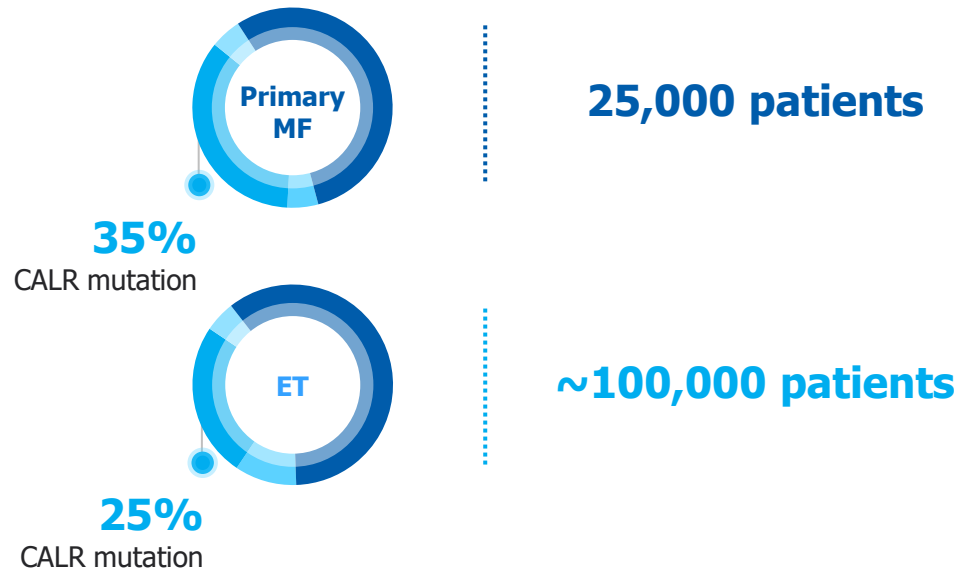 Primary
MF
25,000 patients
35%
CALR mutation
ET
~100,000 patients
25%
CALR mutation